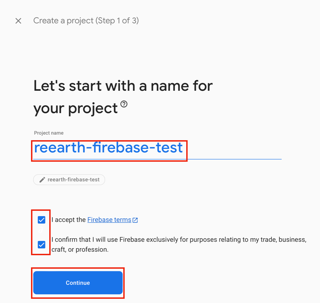 Create a project (Step 1 of 3)
Let's start with a name for
your project
Project name
reearth-firebase-test
reearth-firebase-test
I accept the Firebase terms
I confirm that I will use Firebase exclusively for purposes relating to my trade, business,
craft, or profession.
Continue